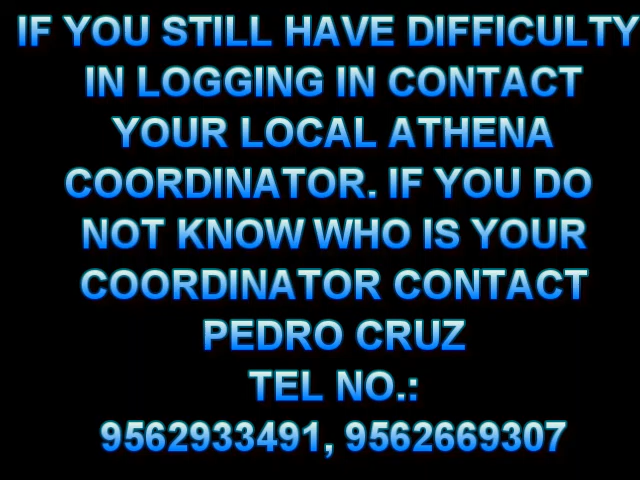 IF YOU STILL HAVE DIFFICULTY
IN LOGGING IN CONTACT
YOUR LOCAL ATHENA
COORDINATOR. IF YOU DO
NOT KNOW WHO IS YOUR
COORDINATOR CONTACT
PEDRO CRUZ
TEL NO.:
9562933491, 9562669307